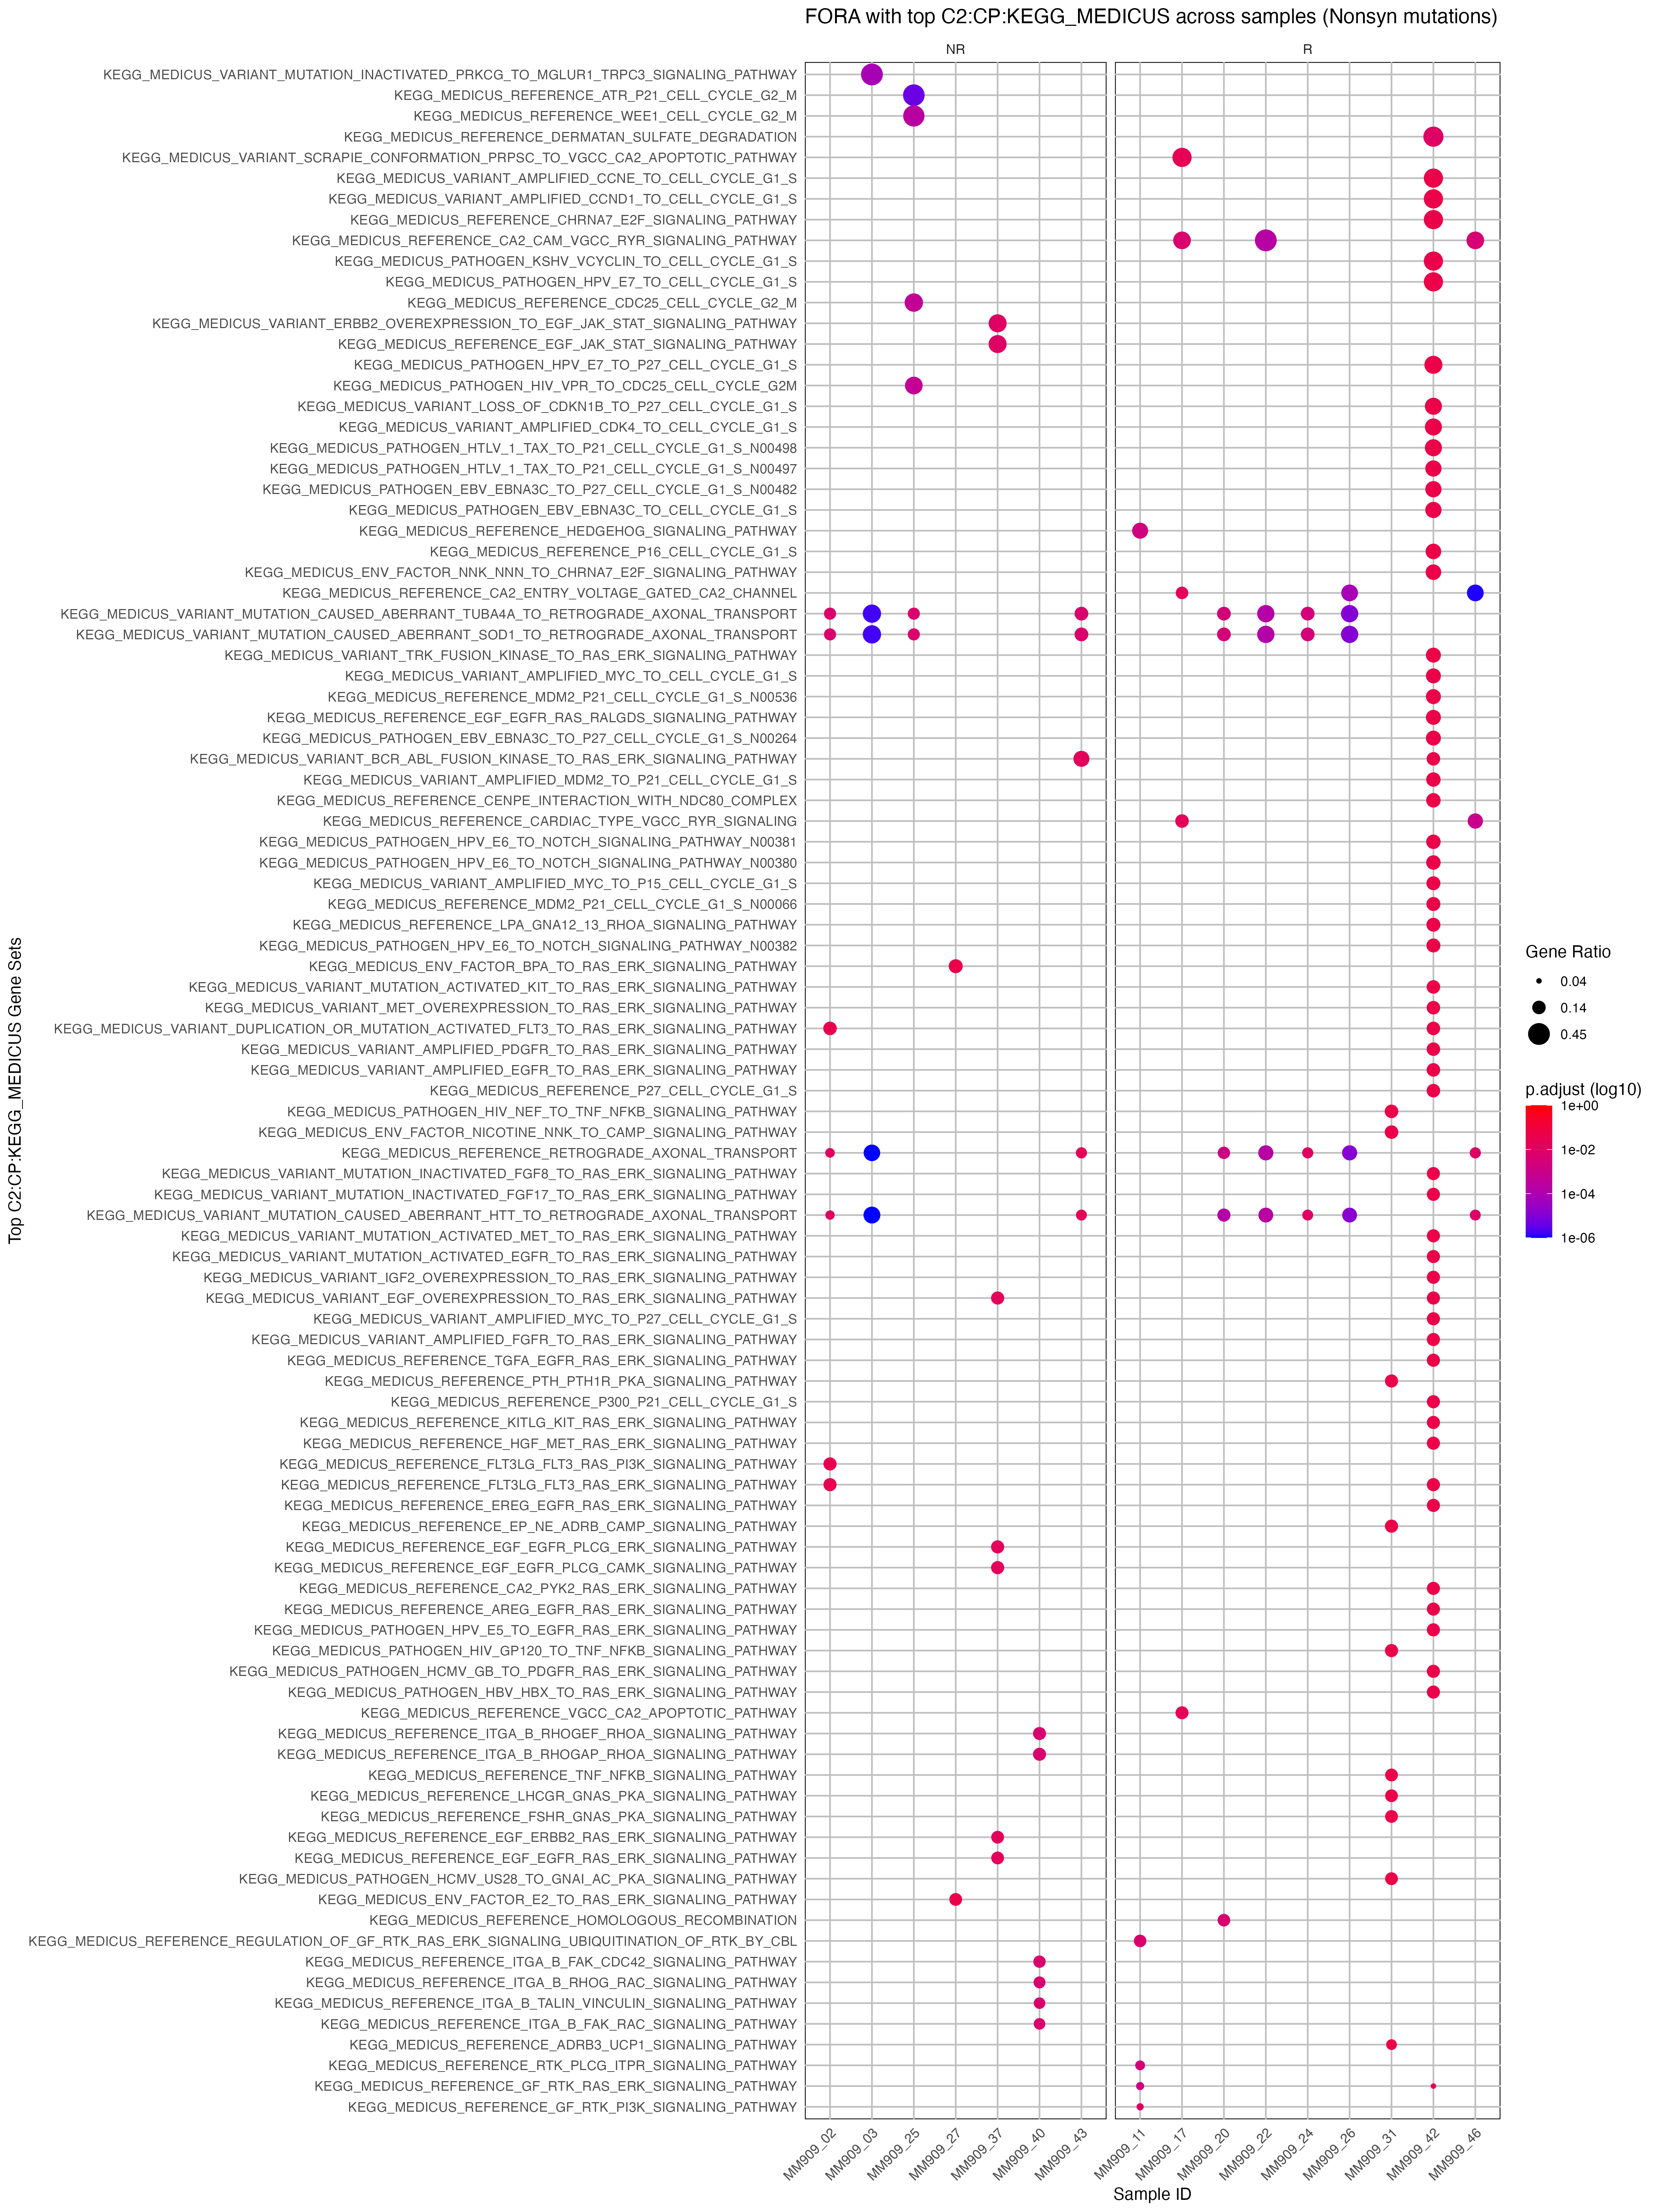 FORA with top C2:CP:KEGG_MEDICUS across samples (Nonsyn mutations)
NR
R
KEGG_MEDICUS_VARIANT_MUTATION_INACTIVATED_PRKCG_TO_MGLUR1_TRPC3_SIGNALING_PATHWAY
KEGG_MEDICUS_REFERENCE_ATR_P21_CELL_CYCLE_G2_M
KEGG_MEDICUS_REFERENCE_WEE1_CELL_CYCLE_G2_M
KEGG_MEDICUS_REFERENCE_DERMATAN_SULFATE_DEGRADATION
KEGG_MEDICUS_VARIANT_SCRAPIE_CONFORMATION_PRPSC_TO_VGCC_CA2_APOPTOTIC_PATHWAY
KEGG_MEDICUS_VARIANT_AMPLIFIED_CCNE_TO_CELL_CYCLE_G1_S
KEGG_MEDICUS_VARIANT_AMPLIFIED_CCND1_TO_CELL_CYCLE_G1_S
KEGG_MEDICUS_REFERENCE_CHRNA7_E2F_SIGNALING_PATHWAY
KEGG_MEDICUS_REFERENCE_CA2_CAM_VGCC_RYR_SIGNALING_PATHWAY
KEGG_MEDICUS_PATHOGEN_KSHV_VCYCLIN_TO_CELL_CYCLE_G1_S
KEGG_MEDICUS_PATHOGEN_HPV_E7_TO_CELL_CYCLE_G1_S
KEGG_MEDICUS_REFERENCE_CDC25_CELL_CYCLE_G2_M
KEGG_MEDICUS_VARIANT_ERBB2_OVEREXPRESSION_TO_EGF_JAK_STAT_SIGNALING_PATHWAY
KEGG_MEDICUS_REFERENCE_EGF_JAK_STAT_SIGNALING_PATHWAY
KEGG_MEDICUS_PATHOGEN_HPV_E7_TO_P27_CELL_CYCLE_G1_S
KEGG_MEDICUS_PATHOGEN_HIV_VPR_TO_CDC25_CELL_CYCLE_G2M
KEGG_MEDICUS_VARIANT_LOSS_OF_CDKN1B_TO_P27_CELL_CYCLE_G1_S
KEGG_MEDICUS_VARIANT_AMPLIFIED_CDK4_TO_CELL_CYCLE_G1_S
KEGG_MEDICUS_PATHOGEN_HTLV_1_TAX_TO_P21_CELL_CYCLE_G1_S_N00498
KEGG_MEDICUS_PATHOGEN_HTLV_1_TAX_TO_P21_CELL_CYCLE_G1_S_N00497
KEGG_MEDICUS_PATHOGEN_EBV_EBNA3C_TO_P27_CELL_CYCLE_G1_S_N00482
KEGG_MEDICUS_PATHOGEN_EBV_EBNA3C_TO_CELL_CYCLE_G1_S
KEGG_MEDICUS_REFERENCE_HEDGEHOG_SIGNALING_PATHWAY
KEGG_MEDICUS_REFERENCE_P16_CELL_CYCLE_G1_S
KEGG_MEDICUS_ENV_FACTOR_NNK_NNN_TO_CHRNA7_E2F_SIGNALING_PATHWAY
KEGG_MEDICUS_REFERENCE_CA2_ENTRY_VOLTAGE_GATED_CA2_CHANNEL
KEGG_MEDICUS_VARIANT_MUTATION_CAUSED_ABERRANT_TUBA4A_TO_RETROGRADE_AXONAL_TRANSPORT
KEGG_MEDICUS_VARIANT_MUTATION_CAUSED_ABERRANT_SOD1_TO_RETROGRADE_AXONAL_TRANSPORT
KEGG_MEDICUS_VARIANT_TRK_FUSION_KINASE_TO_RAS_ERK_SIGNALING_PATHWAY
KEGG_MEDICUS_VARIANT_AMPLIFIED_MYC_TO_CELL_CYCLE_G1_S
KEGG_MEDICUS_REFERENCE_MDM2_P21_CELL_CYCLE_G1_S_N00536
KEGG_MEDICUS_REFERENCE_EGF_EGFR_RAS_RALGDS_SIGNALING_PATHWAY
KEGG_MEDICUS_PATHOGEN_EBV_EBNA3C_TO_P27_CELL_CYCLE_G1_S_N00264
KEGG_MEDICUS_VARIANT_BCR_ABL_FUSION_KINASE_TO_RAS_ERK_SIGNALING_PATHWAY
KEGG_MEDICUS_VARIANT_AMPLIFIED_MDM2_TO_P21_CELL_CYCLE_G1_S
KEGG_MEDICUS_REFERENCE_CENPE_INTERACTION_WITH_NDC80_COMPLEX
KEGG_MEDICUS_REFERENCE_CARDIAC_TYPE_VGCC_RYR_SIGNALING
KEGG_MEDICUS_PATHOGEN_HPV_E6_TO_NOTCH_SIGNALING_PATHWAY_N00381
KEGG_MEDICUS_PATHOGEN_HPV_E6_TO_NOTCH_SIGNALING_PATHWAY_N00380
KEGG_MEDICUS_VARIANT_AMPLIFIED_MYC_TO_P15_CELL_CYCLE_G1_S
KEGG_MEDICUS_REFERENCE_MDM2_P21_CELL_CYCLE_G1_S_N00066
KEGG_MEDICUS_REFERENCE_LPA_GNA12_13_RHOA_SIGNALING_PATHWAY
KEGG_MEDICUS_PATHOGEN_HPV_E6_TO_NOTCH_SIGNALING_PATHWAY_N00382
KEGG_MEDICUS_ENV_FACTOR_BPA_TO_RAS_ERK_SIGNALING_PATHWAY
KEGG_MEDICUS_VARIANT_MUTATION_ACTIVATED_KIT_TO_RAS_ERK_SIGNALING_PATHWAY
KEGG_MEDICUS_VARIANT_MET_OVEREXPRESSION_TO_RAS_ERK_SIGNALING_PATHWAY
KEGG_MEDICUS_VARIANT_DUPLICATION_OR_MUTATION_ACTIVATED_FLT3_TO_RAS_ERK_SIGNALING_PATHWAY
KEGG_MEDICUS_VARIANT_AMPLIFIED_PDGFR_TO_RAS_ERK_SIGNALING_PATHWAY
KEGG_MEDICUS_VARIANT_AMPLIFIED_EGFR_TO_RAS_ERK_SIGNALING_PATHWAY
KEGG_MEDICUS_REFERENCE_P27_CELL_CYCLE_G1_S
KEGG_MEDICUS_PATHOGEN_HIV_NEF_TO_TNF_NFKB_SIGNALING_PATHWAY
KEGG_MEDICUS_ENV_FACTOR_NICOTINE_NNK_TO_CAMP_SIGNALING_PATHWAY
KEGG_MEDICUS_REFERENCE_RETROGRADE_AXONAL_TRANSPORT
KEGG_MEDICUS_VARIANT_MUTATION_INACTIVATED_FGF8_TO_RAS_ERK_SIGNALING_PATHWAY
KEGG_MEDICUS_VARIANT_MUTATION_INACTIVATED_FGF17_TO_RAS_ERK_SIGNALING_PATHWAY
KEGG_MEDICUS_VARIANT_MUTATION_CAUSED_ABERRANT_HTT_TO_RETROGRADE_AXONAL_TRANSPORT
KEGG_MEDICUS_VARIANT_MUTATION_ACTIVATED_MET_TO_RAS_ERK_SIGNALING_PATHWAY
KEGG_MEDICUS_VARIANT_MUTATION_ACTIVATED_EGFR_TO_RAS_ERK_SIGNALING_PATHWAY
KEGG_MEDICUS_VARIANT_IGF2_OVEREXPRESSION_TO_RAS_ERK_SIGNALING_PATHWAY
KEGG_MEDICUS_VARIANT_EGF_OVEREXPRESSION_TO_RAS_ERK_SIGNALING_PATHWAY
KEGG_MEDICUS_VARIANT_AMPLIFIED_MYC_TO_P27_CELL_CYCLE_G1_S
KEGG_MEDICUS_VARIANT_AMPLIFIED_FGFR_TO_RAS_ERK_SIGNALING_PATHWAY
KEGG_MEDICUS_REFERENCE_TGFA_EGFR_RAS_ERK_SIGNALING_PATHWAY
KEGG_MEDICUS_REFERENCE_PTH_PTH1R_PKA_SIGNALING_PATHWAY
KEGG_MEDICUS_REFERENCE_P300_P21_CELL_CYCLE_G1_S
KEGG_MEDICUS_REFERENCE_KITLG_KIT_RAS_ERK_SIGNALING_PATHWAY
KEGG_MEDICUS_REFERENCE_HGF_MET_RAS_ERK_SIGNALING_PATHWAY
KEGG_MEDICUS_REFERENCE_FLT3LG_FLT3_RAS_PI3K_SIGNALING_PATHWAY
KEGG_MEDICUS_REFERENCE_FLT3LG_FLT3_RAS_ERK_SIGNALING_PATHWAY
KEGG_MEDICUS_REFERENCE_EREG_EGFR_RAS_ERK_SIGNALING_PATHWAY
KEGG_MEDICUS_REFERENCE_EP_NE_ADRB_CAMP_SIGNALING_PATHWAY
KEGG_MEDICUS_REFERENCE_EGF_EGFR_PLCG_ERK_SIGNALING_PATHWAY
KEGG_MEDICUS_REFERENCE_EGF_EGFR_PLCG_CAMK_SIGNALING_PATHWAY
KEGG_MEDICUS_REFERENCE_CA2_PYK2_RAS_ERK_SIGNALING_PATHWAY
KEGG_MEDICUS_REFERENCE_AREG_EGFR_RAS_ERK_SIGNALING_PATHWAY
KEGG_MEDICUS_PATHOGEN_HPV_E5_TO_EGFR_RAS_ERK_SIGNALING_PATHWAY
KEGG_MEDICUS_PATHOGEN_HIV_GP120_TO_TNF_NFKB_SIGNALING_PATHWAY
KEGG_MEDICUS_PATHOGEN_HCMV_GB_TO_PDGFR_RAS_ERK_SIGNALING_PATHWAY
KEGG_MEDICUS_PATHOGEN_HBV_HBX_TO_RAS_ERK_SIGNALING_PATHWAY
KEGG_MEDICUS_REFERENCE_VGCC_CA2_APOPTOTIC_PATHWAY
KEGG_MEDICUS_REFERENCE_ITGA_B_RHOGEF_RHOA_SIGNALING_PATHWAY
KEGG_MEDICUS_REFERENCE_ITGA_B_RHOGAP_RHOA_SIGNALING_PATHWAY
KEGG_MEDICUS_REFERENCE_TNF_NFKB_SIGNALING_PATHWAY
KEGG_MEDICUS_REFERENCE_LHCGR_GNAS_PKA_SIGNALING_PATHWAY
KEGG_MEDICUS_REFERENCE_FSHR_GNAS_PKA_SIGNALING_PATHWAY
KEGG_MEDICUS_REFERENCE_EGF_ERBB2_RAS_ERK_SIGNALING_PATHWAY
KEGG_MEDICUS_REFERENCE_EGF_EGFR_RAS_ERK_SIGNALING_PATHWAY
KEGG_MEDICUS_PATHOGEN_HCMV_US28_TO_GNAI_AC_PKA_SIGNALING_PATHWAY
KEGG_MEDICUS_ENV_FACTOR_E2_TO_RAS_ERK_SIGNALING_PATHWAY
KEGG_MEDICUS_REFERENCE_HOMOLOGOUS_RECOMBINATION
KEGG_MEDICUS_REFERENCE_REGULATION_OF_GF_RTK_RAS_ERK_SIGNALING_UBIQUITINATION_OF_RTK_BY_CBL
KEGG_MEDICUS_REFERENCE_ITGA_B_FAK_CDC42_SIGNALING_PATHWAY
KEGG_MEDICUS_REFERENCE_ITGA_B_RHOG_RAC_SIGNALING_PATHWAY
KEGG_MEDICUS_REFERENCE_ITGA_B_TALIN_VINCULIN_SIGNALING_PATHWAY
KEGG_MEDICUS_REFERENCE_ITGA_B_FAK_RAC_SIGNALING_PATHWAY
KEGG_MEDICUS_REFERENCE_ADRB3_UCP1_SIGNALING_PATHWAY
KEGG_MEDICUS_REFERENCE_RTK_PLCG_ITPR_SIGNALING_PATHWAY
KEGG_MEDICUS_REFERENCE_GF_RTK_RAS_ERK_SIGNALING_PATHWAY
KEGG_MEDICUS_REFERENCE_GF_RTK_PI3K_SIGNALING_PATHWAY
Top C2:CP:KEGG_MEDICUS Gene Sets
MM909_02
MM909_03
MM909_25
MM909_27
MM909_37
MM909_40
MM909_43
MM909_11
MM909_17
MM909_20
MM909_22
MM909_24
MM909_26
MM909_31
MM909_42
MM909_46
Sample ID
Gene Ratio
0.04
0.14
0.45
p.adjust (log10)
1e+00
1e-02
1e-04
1e-06